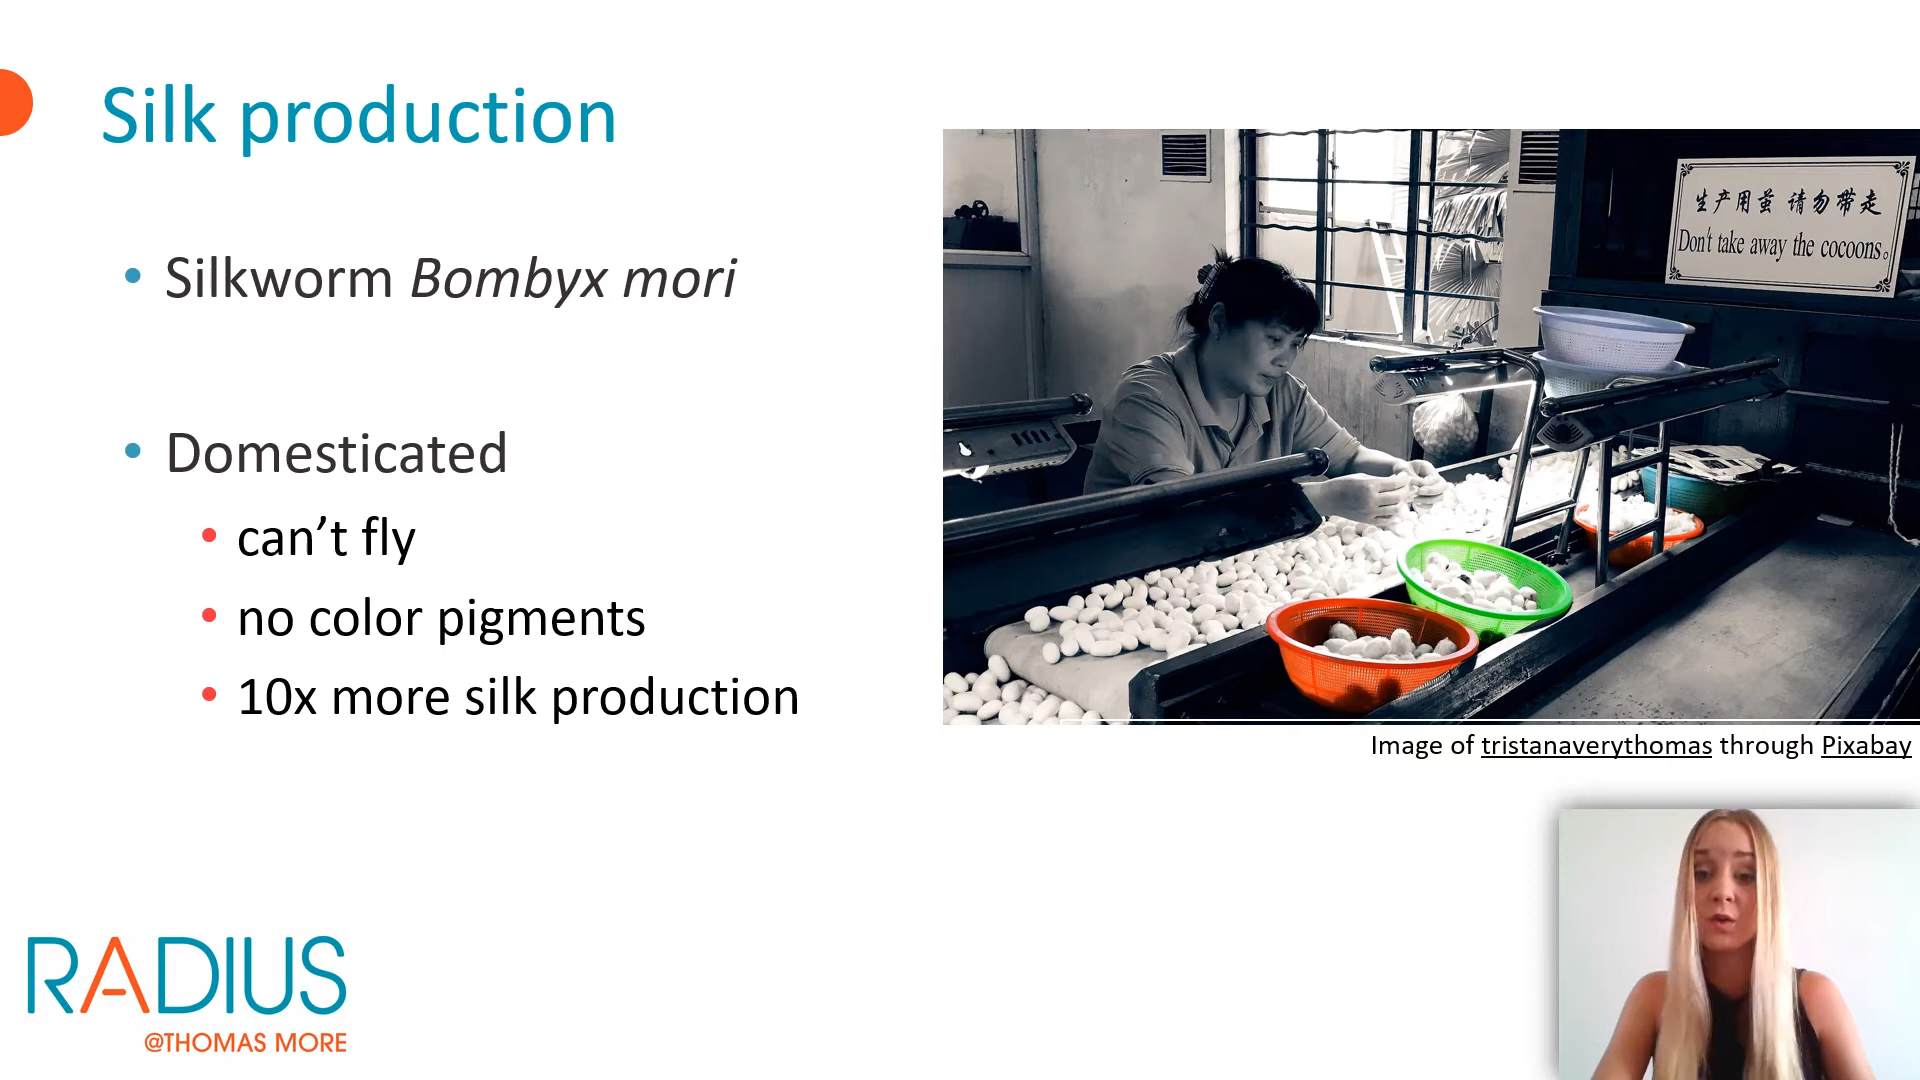 Silk production
• Silkworm Bombyx mori
• Domesticated
• can’t fly
• no color pigments
• 10x more silk production
生产用茧 请勿带走
Don't take away the cocoons。
Image of tristanaverythomas through Pixabay
RADIUS
@THOMAS MORE